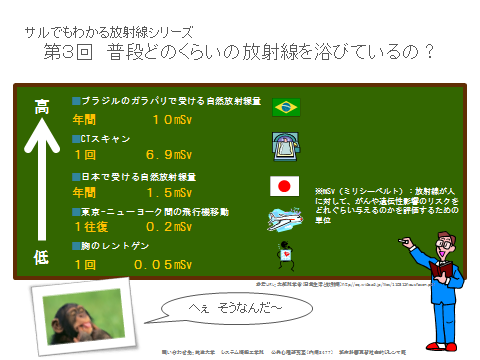 サルでもわかる放射線シリーズ
第３回 普段どのくらいの放射線を浴びているの？
高
低
■ブラジルのガラパリで受ける自然放射線量
年間 １０mSv
■CTスキャン
１回 ６.９mSv
■日本で受ける自然放射線量
年間 １.５mSv
■東京-ニューヨーク間の飛行機移動
１往復 ０.２mSv
■胸のレントゲン
１回 ０.０５mSv
※mSv（ミリシーベルト）：放射線が人
に対して、がんや遺伝性影響のリスクを
どれぐらい与えるのかを評価するための
単位
へぇ そうなんだ～